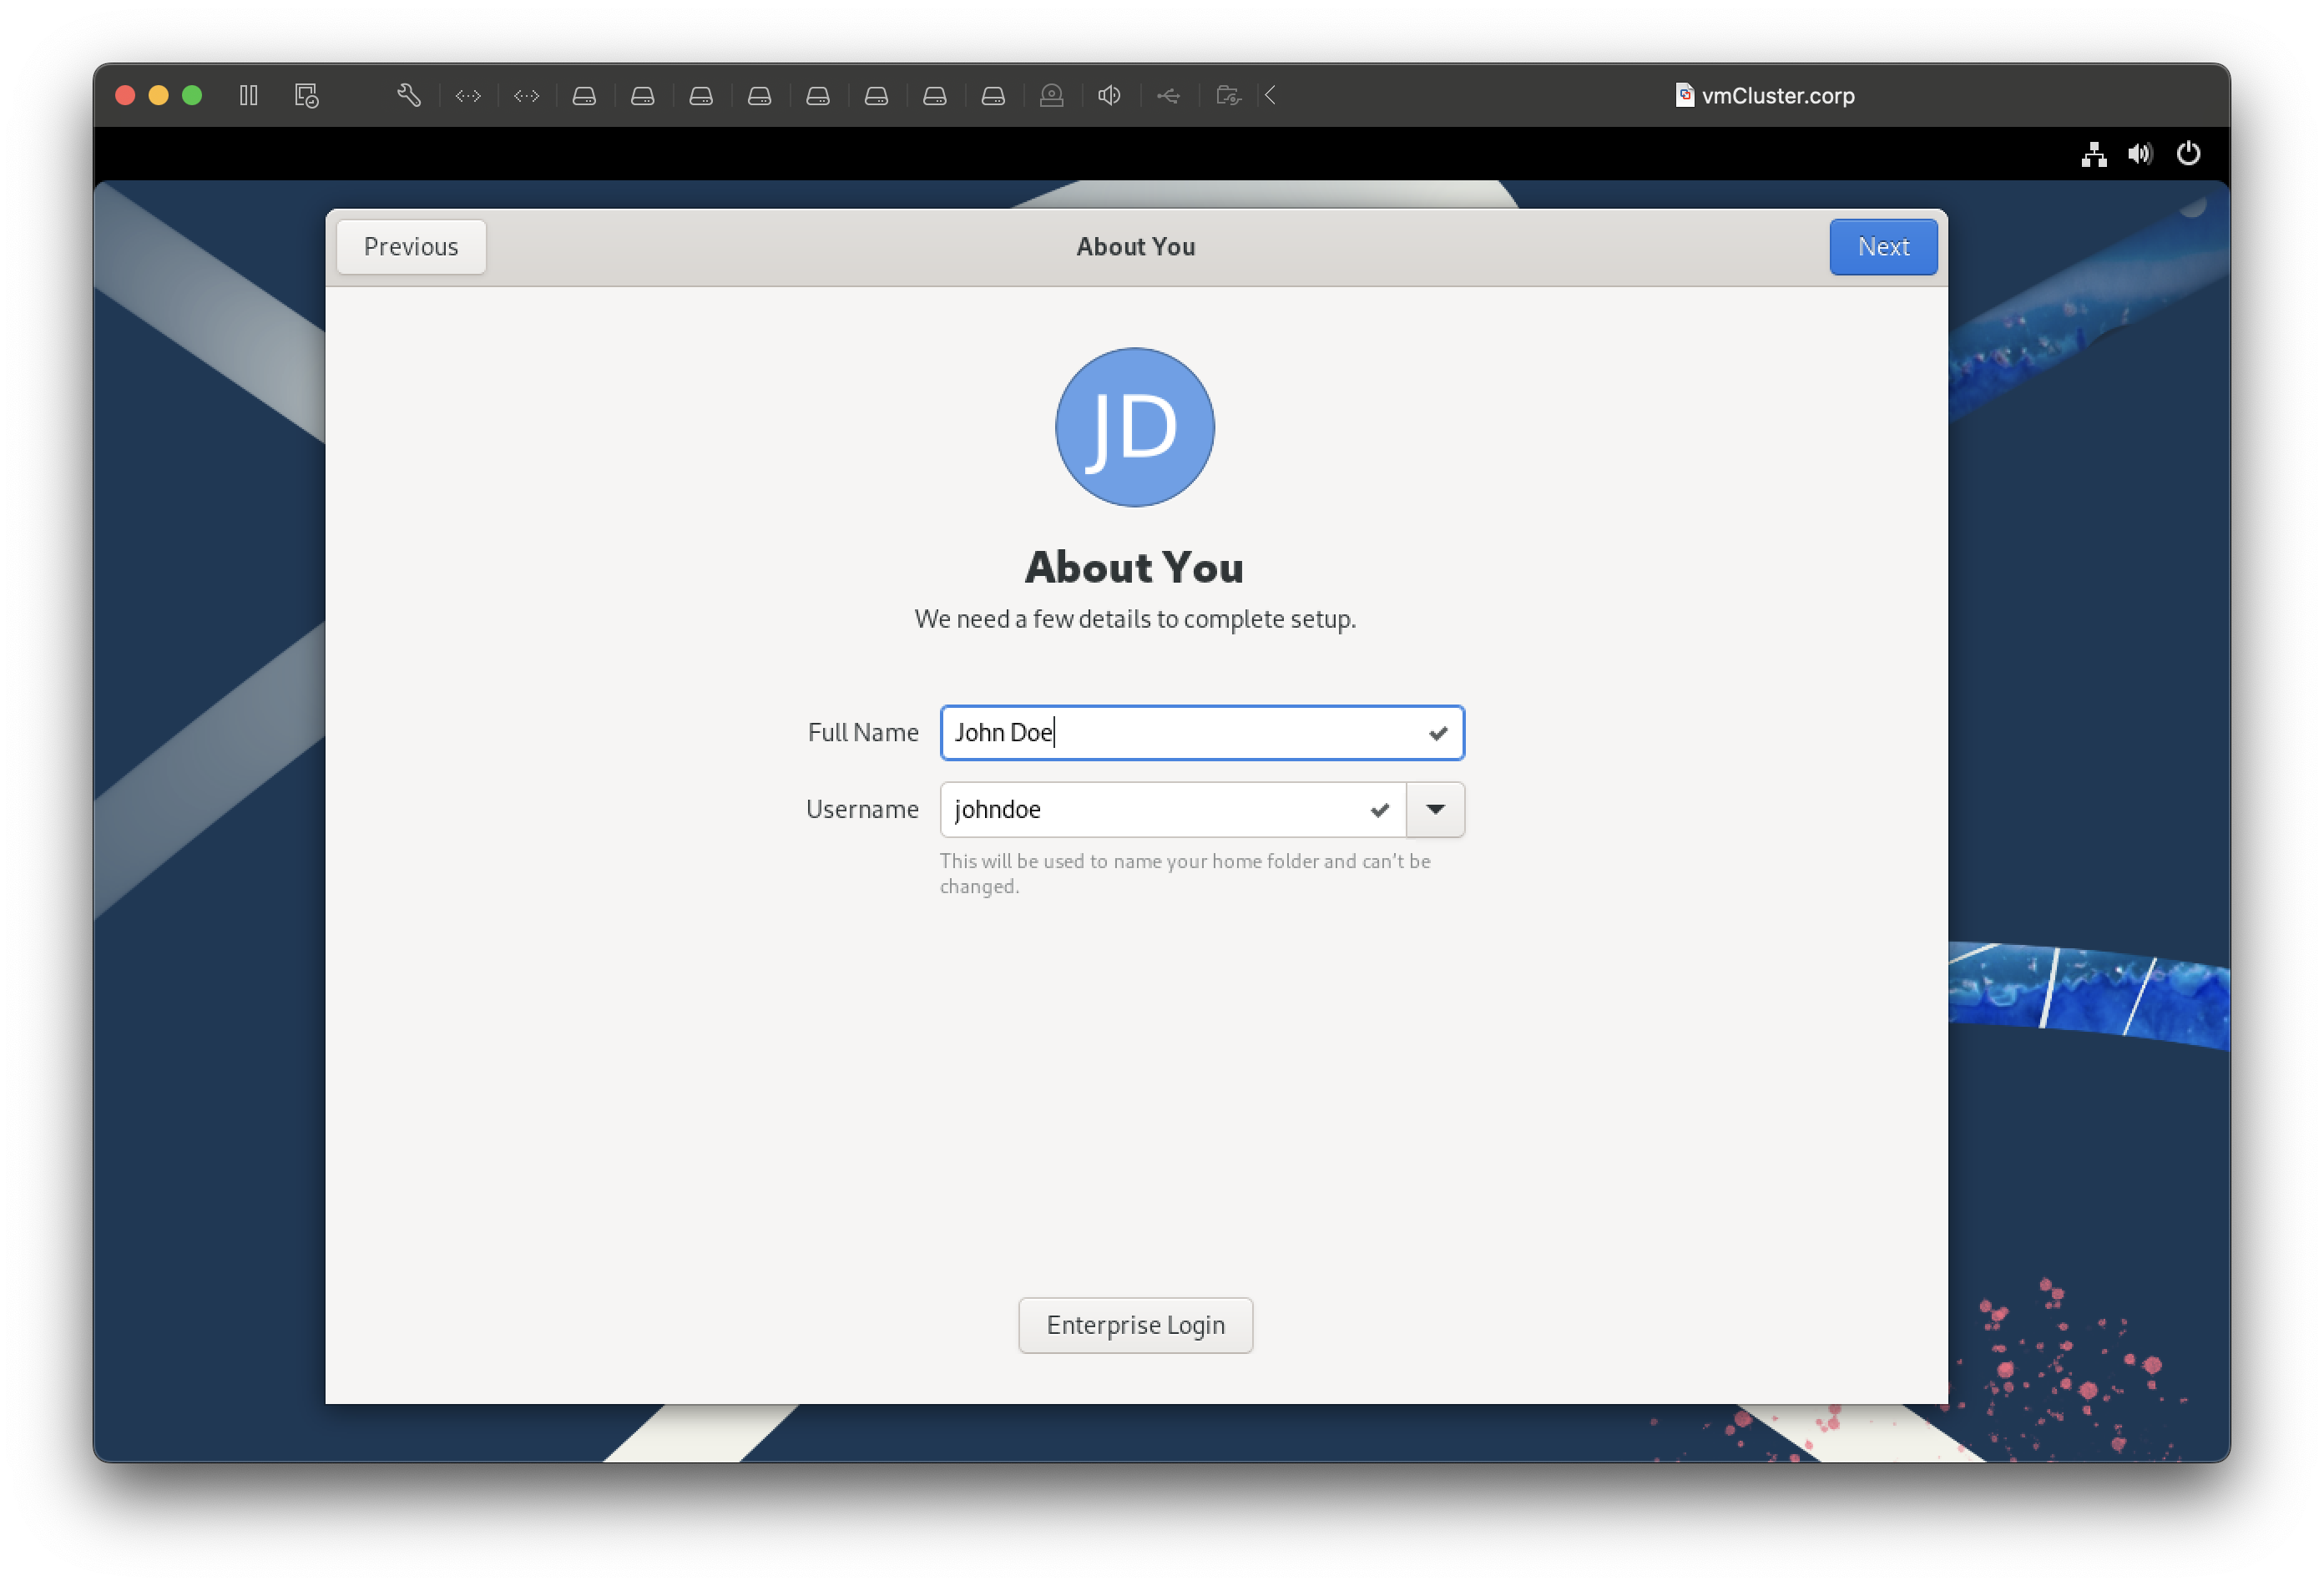 vmCluster.corp
Previous
About You
Next
JD
About You
We need a few details to complete setup.
Full Name
John Doe
Username
johndoe
This will be used to name your home folder and can’t be
changed.
Enterprise Login